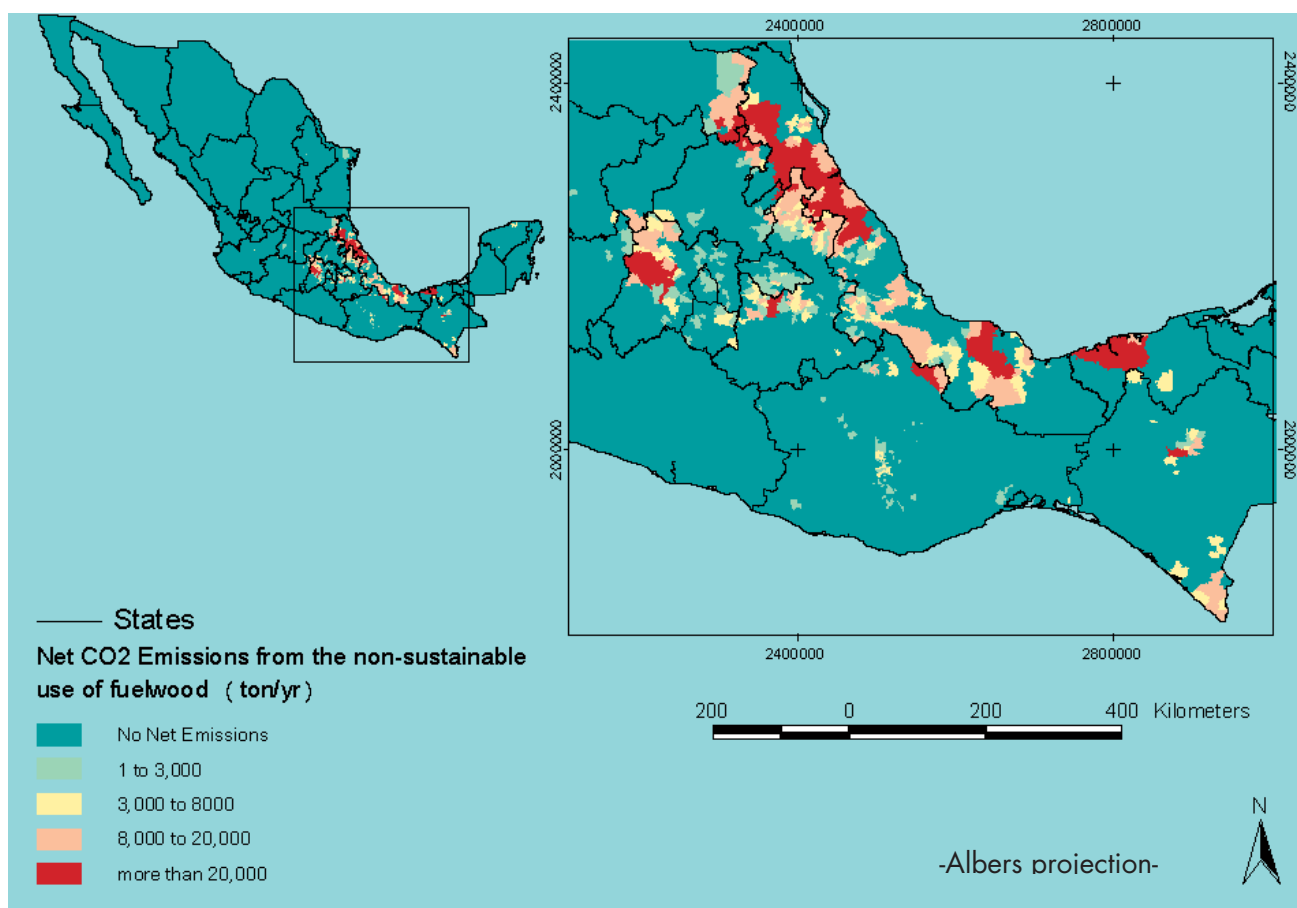 2400000 2800000
2400000 2400000
2000000 2000000
2400000 2800000
States
Net CO2 Emissions from the non-sustainable
use of fuelwood ( ton/yr )
No Net Emissions
1 to 3,000
3,000 to 8000
8,000 to 20,000
more than 20,000
200 0 200 400 Kilometers
N
-Albers projection-